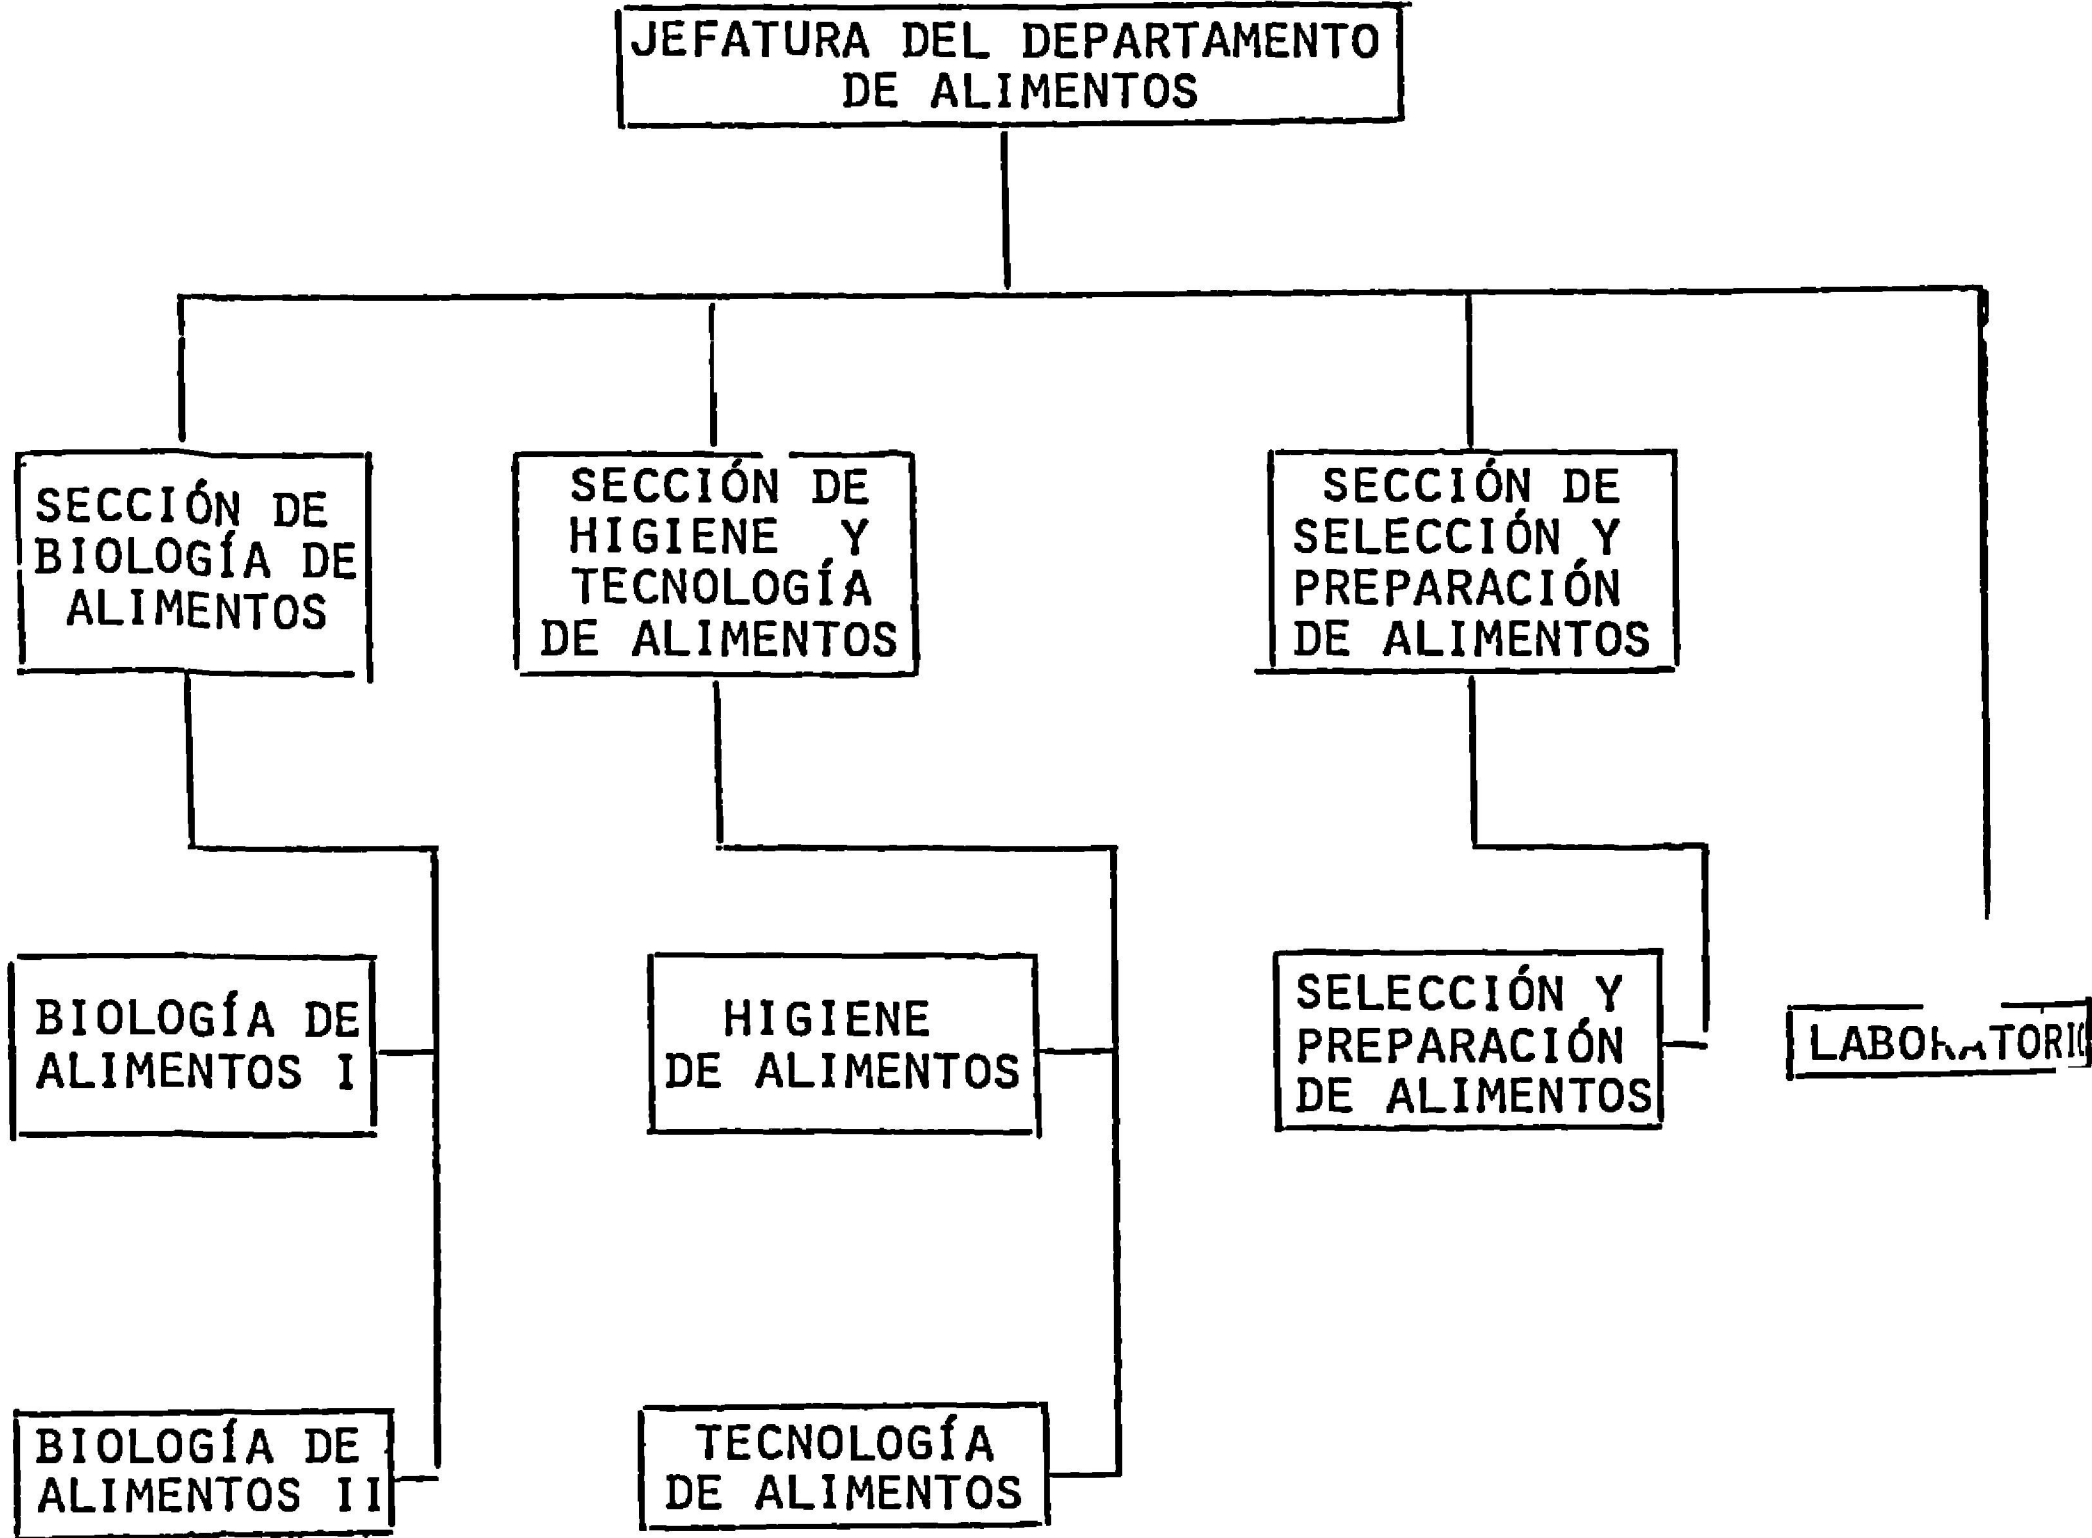 JEFATURA DEL DEPARTAMENTO
DE ALIMENTOS
SECCIÓN DE
BIOLOGÍA DE
ALIMENTOS
SECCIÓN DE
HIGIENE Y
TECNOLOGÍA
DE ALIMENTOS
SECCIÓN DE
SELECCIÓN Y
PREPARACIÓN
DE ALIMENTOS
BIOLOGÍA DE
ALIMENTOS I
HIGIENE
DE ALIMENTOS
SELECCIÓN Y
PREPARACIÓN
DE ALIMENTOS
LABORATORIO
BIOLOGÍA DE
ALIMENTOS II
TECNOLOGÍA
DE ALIMENTOS